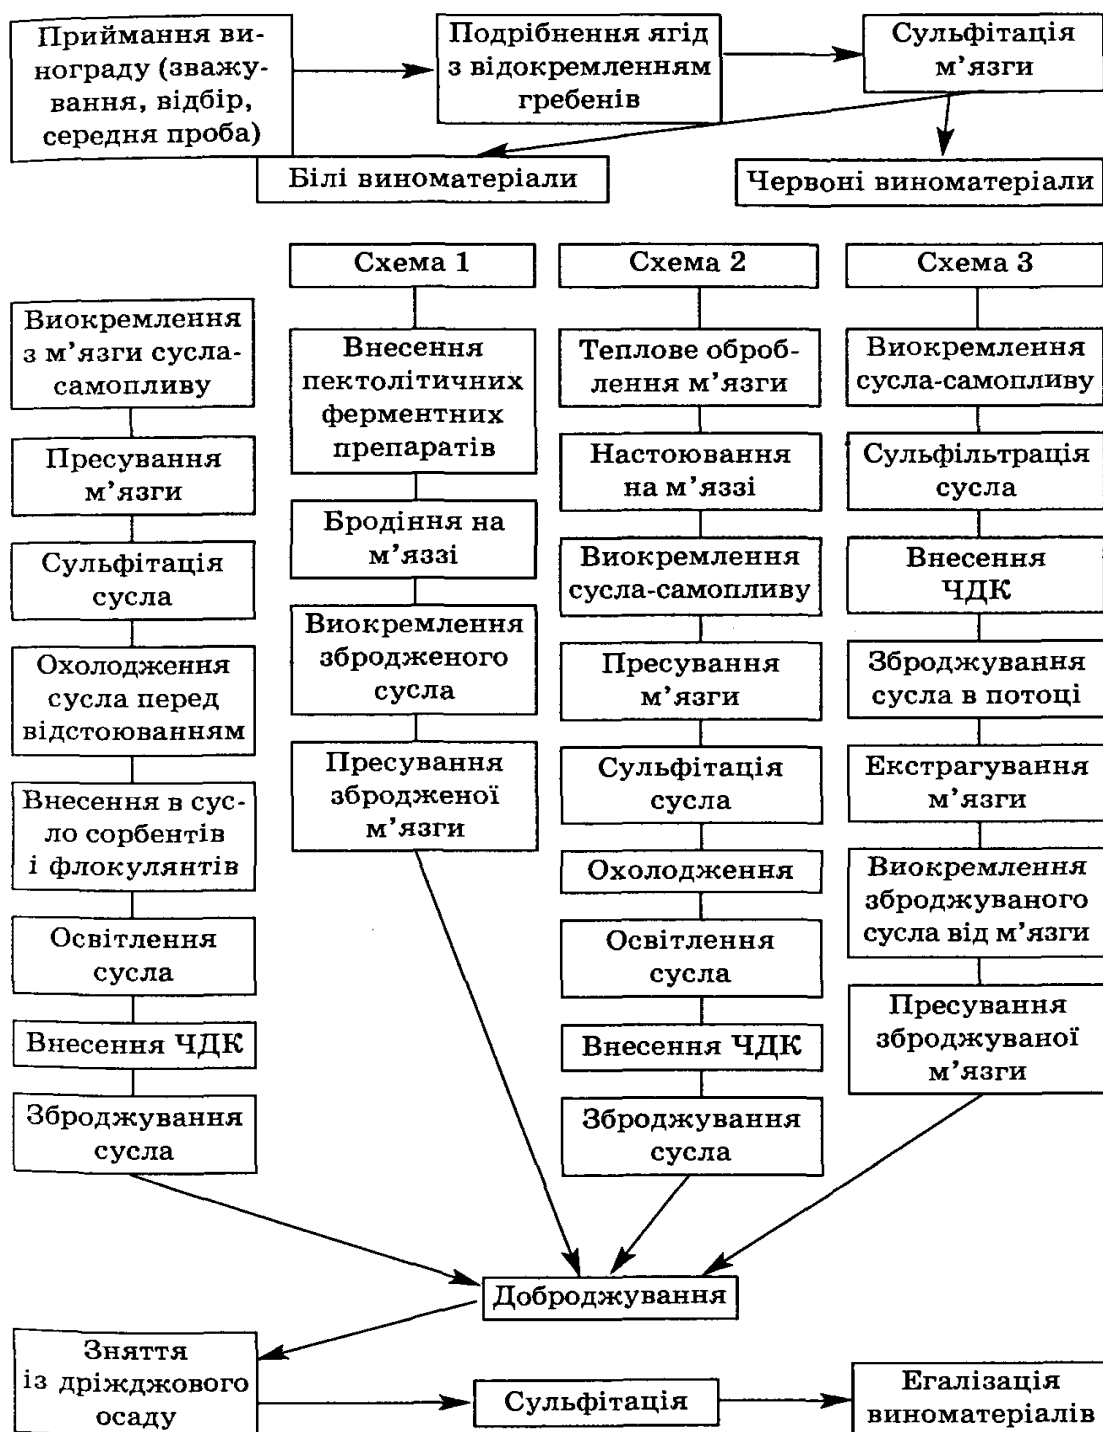 Приймання ви-
нограду (зважу-
вання, відбір,
середня проба)
Подрібнення ягід
з відокремленням
гребенів
Сульфітація
м’язги
Білі виноматеріали
Червоні виноматеріали
Виокремлення
з м’язги сусла-
самопливу
Пресування
м’язги
Сульфітація
сусла
Охолодження
сусла перед
відстоюванням
Внесення в сус-
ло сорбентів
і флокулянтів
Освітлення
сусла
Внесення ЧДК
Зброджування
сусла
Схема 1
Внесення
пектолітичних
ферментних
препаратів
Бродіння на
м’яззі
Виокремлення
збродженого
сусла
Пресування
збродженої
м’язги
Схема 2
Теплове оброб-
лення м’язги
Настоювання
на м’яззі
Виокремлення
сусла-самопливу
Пресування
м’язги
Сульфітація
сусла
Охолодження
Освітлення
сусла
Внесення ЧДК
Зброджування
сусла
Схема 3
Виокремлення
сусла-самопливу
Сульфільтрація
сусла
Внесення
ЧДК
Зброджування
сусла в потоці
Екстрагування
м’язги
Виокремлення
зброджуваного
сусла від м’язги
Пресування
зброджуваної
м’язги
Доброджування
Зняття
із дріжджового
осаду
Сульфітація
Егалізація
виноматеріалів